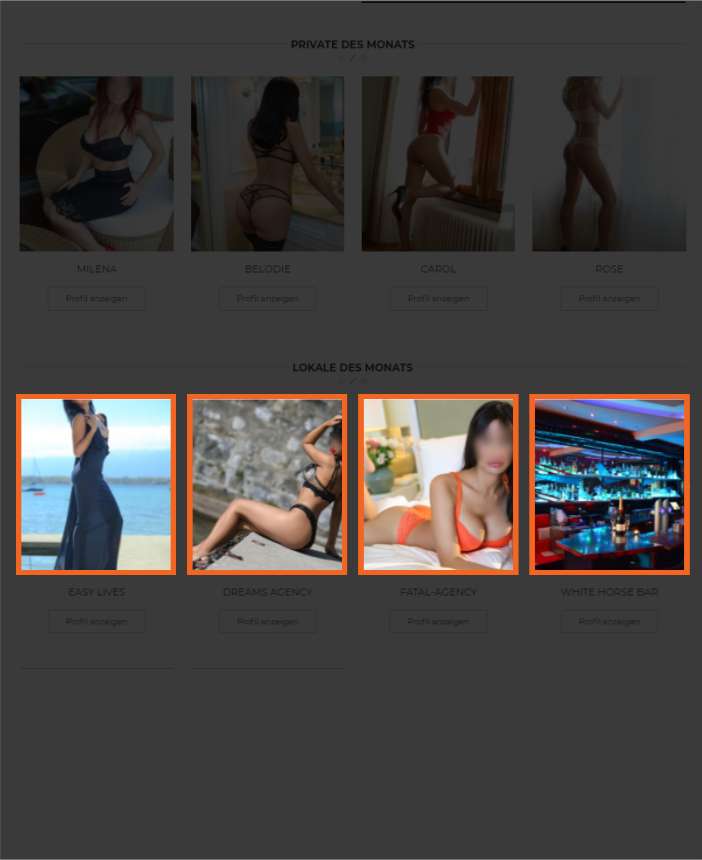 PRIVATE DES MONATS
MILENA
BELODIE
CAROL
ROSE
Profil anzeigen
Profil anzeigen
Profil anzeigen
Profil anzeigen
LOKALE DES MONATS
EASY LIVES
DREAMS AGENCY
FATAL-AGENCY
WHITE HORSE BAR
Profil anzeigen
Profil anzeigen
Profil anzeigen
Profil anzeigen